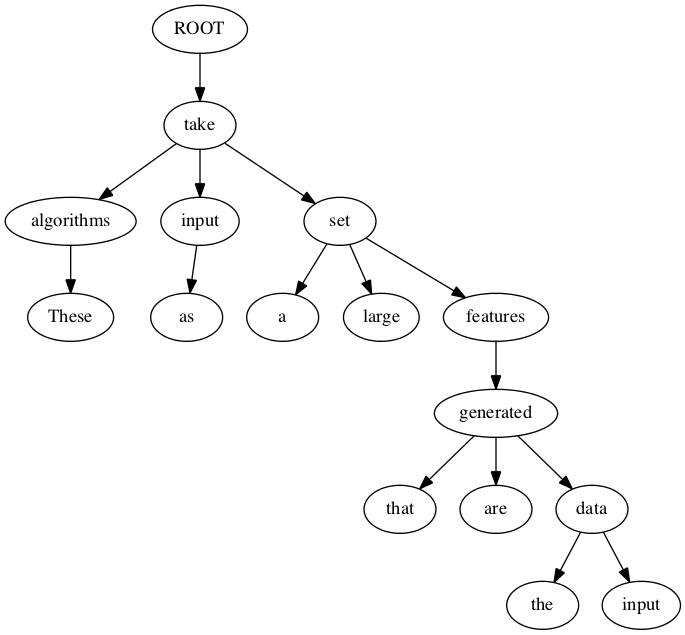 ROOT
take
algorithms input set
These as a large features
generated
that are data
the input